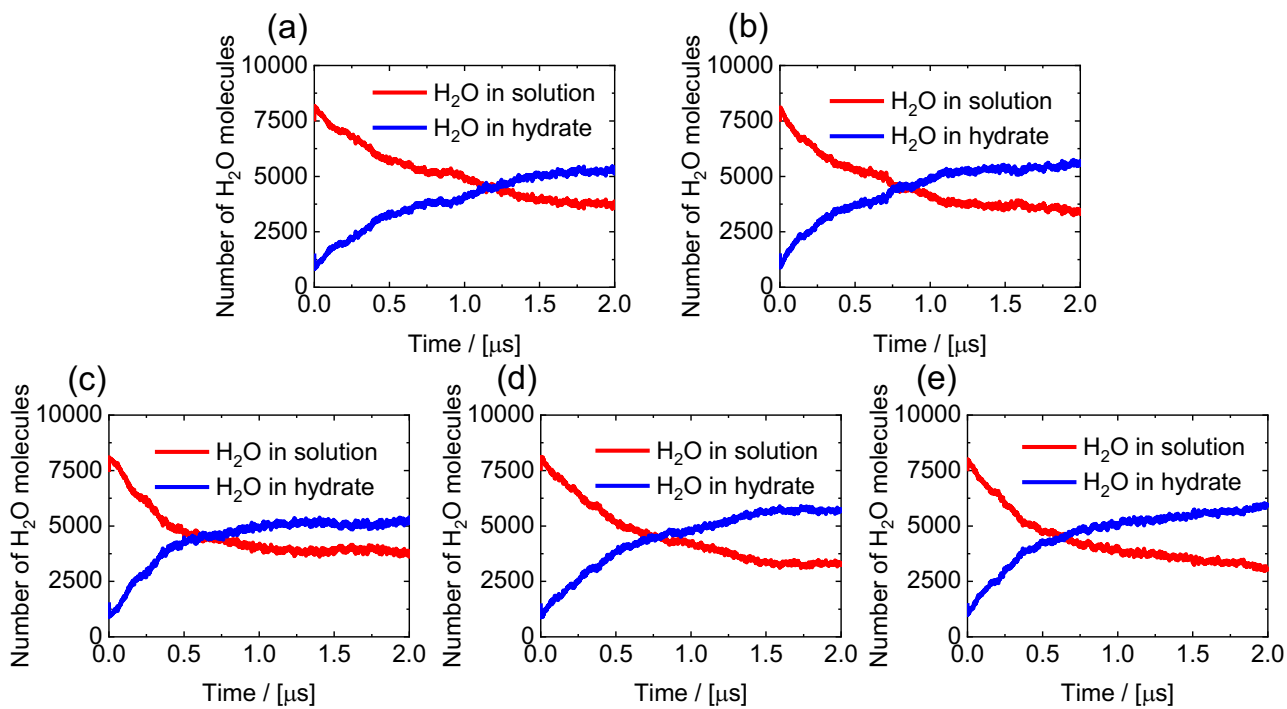 (a)
Number of H₂O molecules
10000
7500
5000
2500
0
H₂O in solution
H₂O in hydrate
0.0 0.5 1.0 1.5 2.0
Time / [μs]
(b)
Number of H₂O molecules
10000
7500
5000
2500
0
H₂O in solution
H₂O in hydrate
0.0 0.5 1.0 1.5 2.0
Time / [μs]
(c)
Number of H₂O molecules
10000
7500
5000
2500
0
H₂O in solution
H₂O in hydrate
0.0 0.5 1.0 1.5 2.0
Time / [μs]
(d)
Number of H₂O molecules
10000
7500
5000
2500
0
H₂O in solution
H₂O in hydrate
0.0 0.5 1.0 1.5 2.0
Time / [μs]
(e)
Number of H₂O molecules
10000
7500
5000
2500
0
H₂O in solution
H₂O in hydrate
0.0 0.5 1.0 1.5 2.0
Time / [μs]